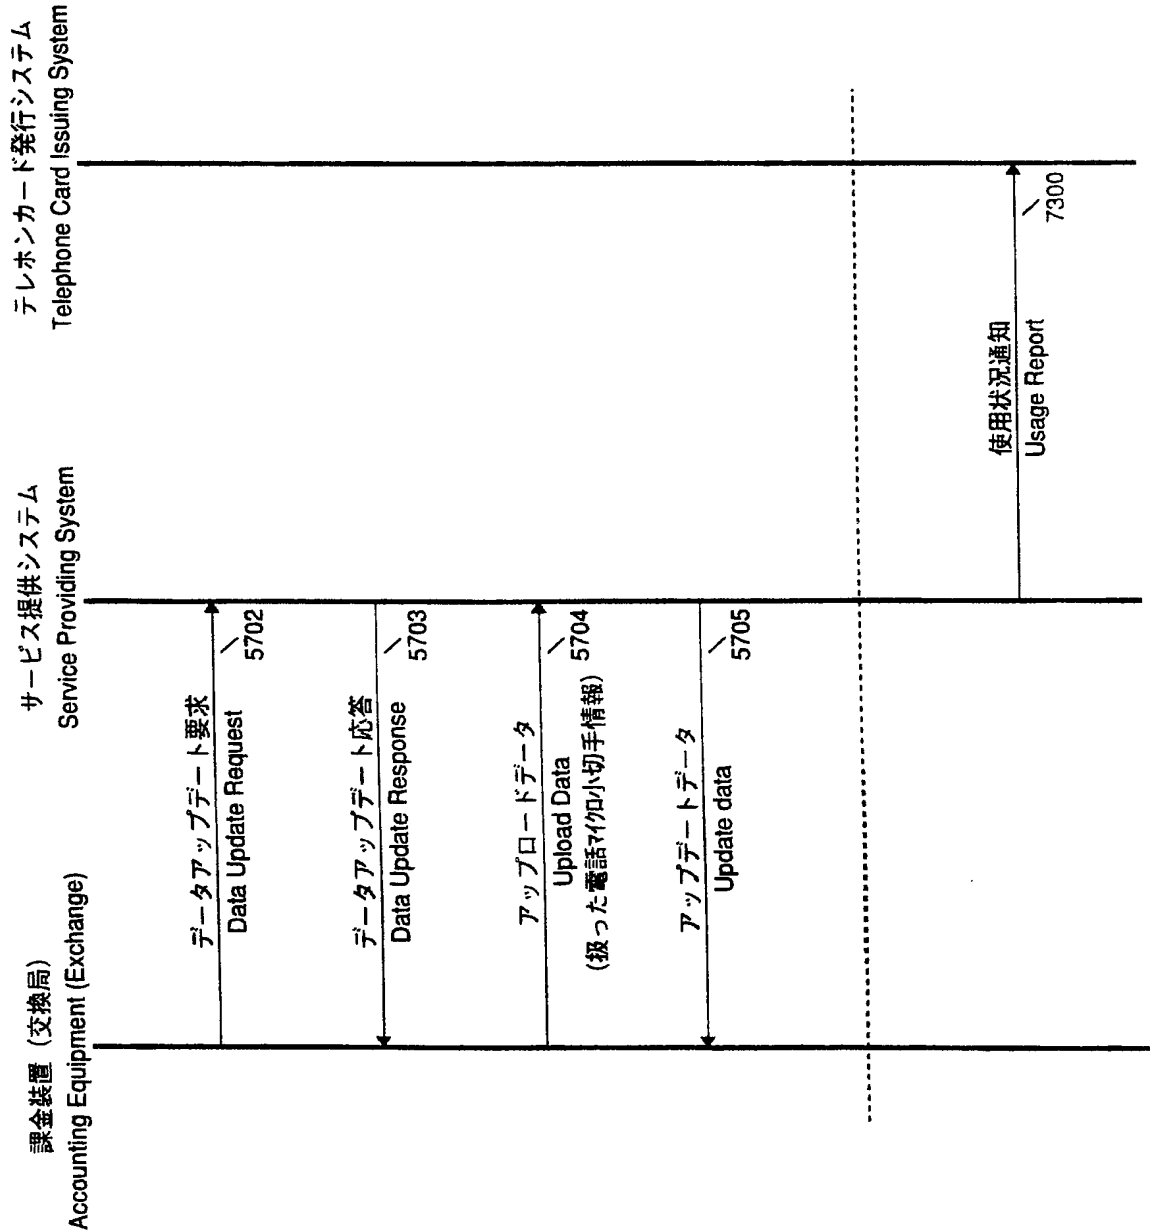 課金装置（交換局）
Accounting Equipment (Exchange)
サービス提供システム
Service Providing System
テレホンカード発行システム
Telephone Card Issuing System
データアップデート要求
Data Update Request
5702
データアップデート応答
Data Update Response
5703
アップロードデータ
Upload Data
(扱った電話マイクロ小切手情報)
5704
アップデートデータ
Update data
5705
使用状況通知
Usage Report
7300